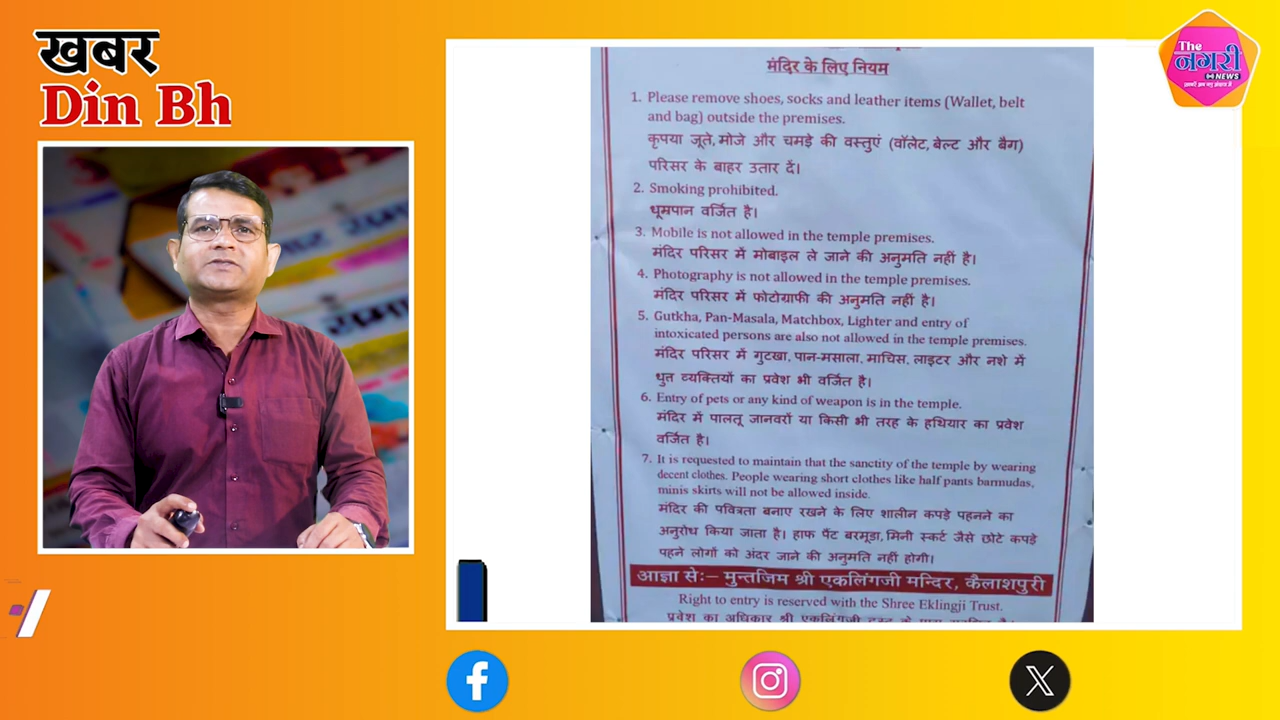 खबर
Din Bh
The
नगरी
NEWS
मंदिर के लिए नियम
1. Please remove shoes, socks and leather items (Wallet, belt
and bag) outside the premises.
कृपया जूते, मोजे और चमड़े की वस्तुएं (वॉलेट, बेल्ट और बैग)
परिसर के बाहर उतार दें।
2. Smoking prohibited.
धूम्रपान वर्जित है।
3. Mobile is not allowed in the temple premises.
मंदिर परिसर में मोबाइल ले जाने की अनुमति नहीं है।
4. Photography is not allowed in the temple premises.
मंदिर परिसर में फोटोग्राफी की अनुमति नहीं है।
5. Gutkha, Pan-Masala, Matchbox, Lighter and entry of
intoxicated persons are also not allowed in the temple premises.
मंदिर परिसर में गुटखा, पान-मसाला, माचिस, लाइटर और नशे में
धुत व्यक्तियों का प्रवेश भी वर्जित है।
6. Entry of pets or any kind of weapon is in the temple.
मंदिर में पालतू जानवरों या किसी भी तरह के हथियार का प्रवेश
वर्जित है।
7. It is requested to maintain that the sanctity of the temple by wearing
decent clothes. People wearing short clothes like half pants barmudas,
minis skirts will not be allowed inside.
मंदिर की पवित्रता बनाए रखने के लिए शालीन कपड़े पहनने का
अनुरोध किया जाता है। हाफ पैंट बरमूडा, मिनी स्कर्ट जैसे छोटे कपड़े
पहने लोगों को अंदर जाने की अनुमति नहीं होगी।
आज्ञा से:– मुन्तजिम श्री एकलिंगजी मन्दिर, कैलाशपुरी
Right to entry is reserved with the Shree Eklingji Trust.
प्रवेश का अधिकार श्री एकलिंगजी